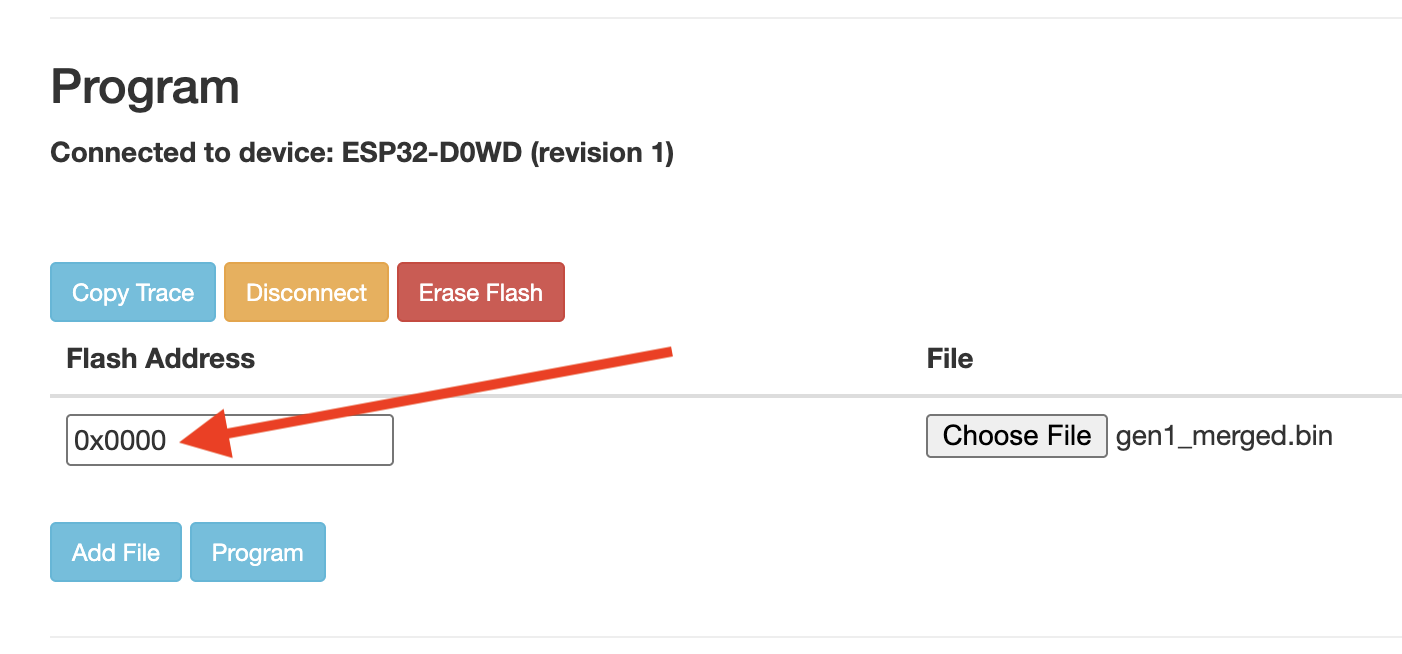 Program
Connected to device: ESP32-D0WD (revision 1)
Copy Trace Disconnect Erase Flash
Flash Address File
0x0000 Choose File gen1_merged.bin
Add File Program